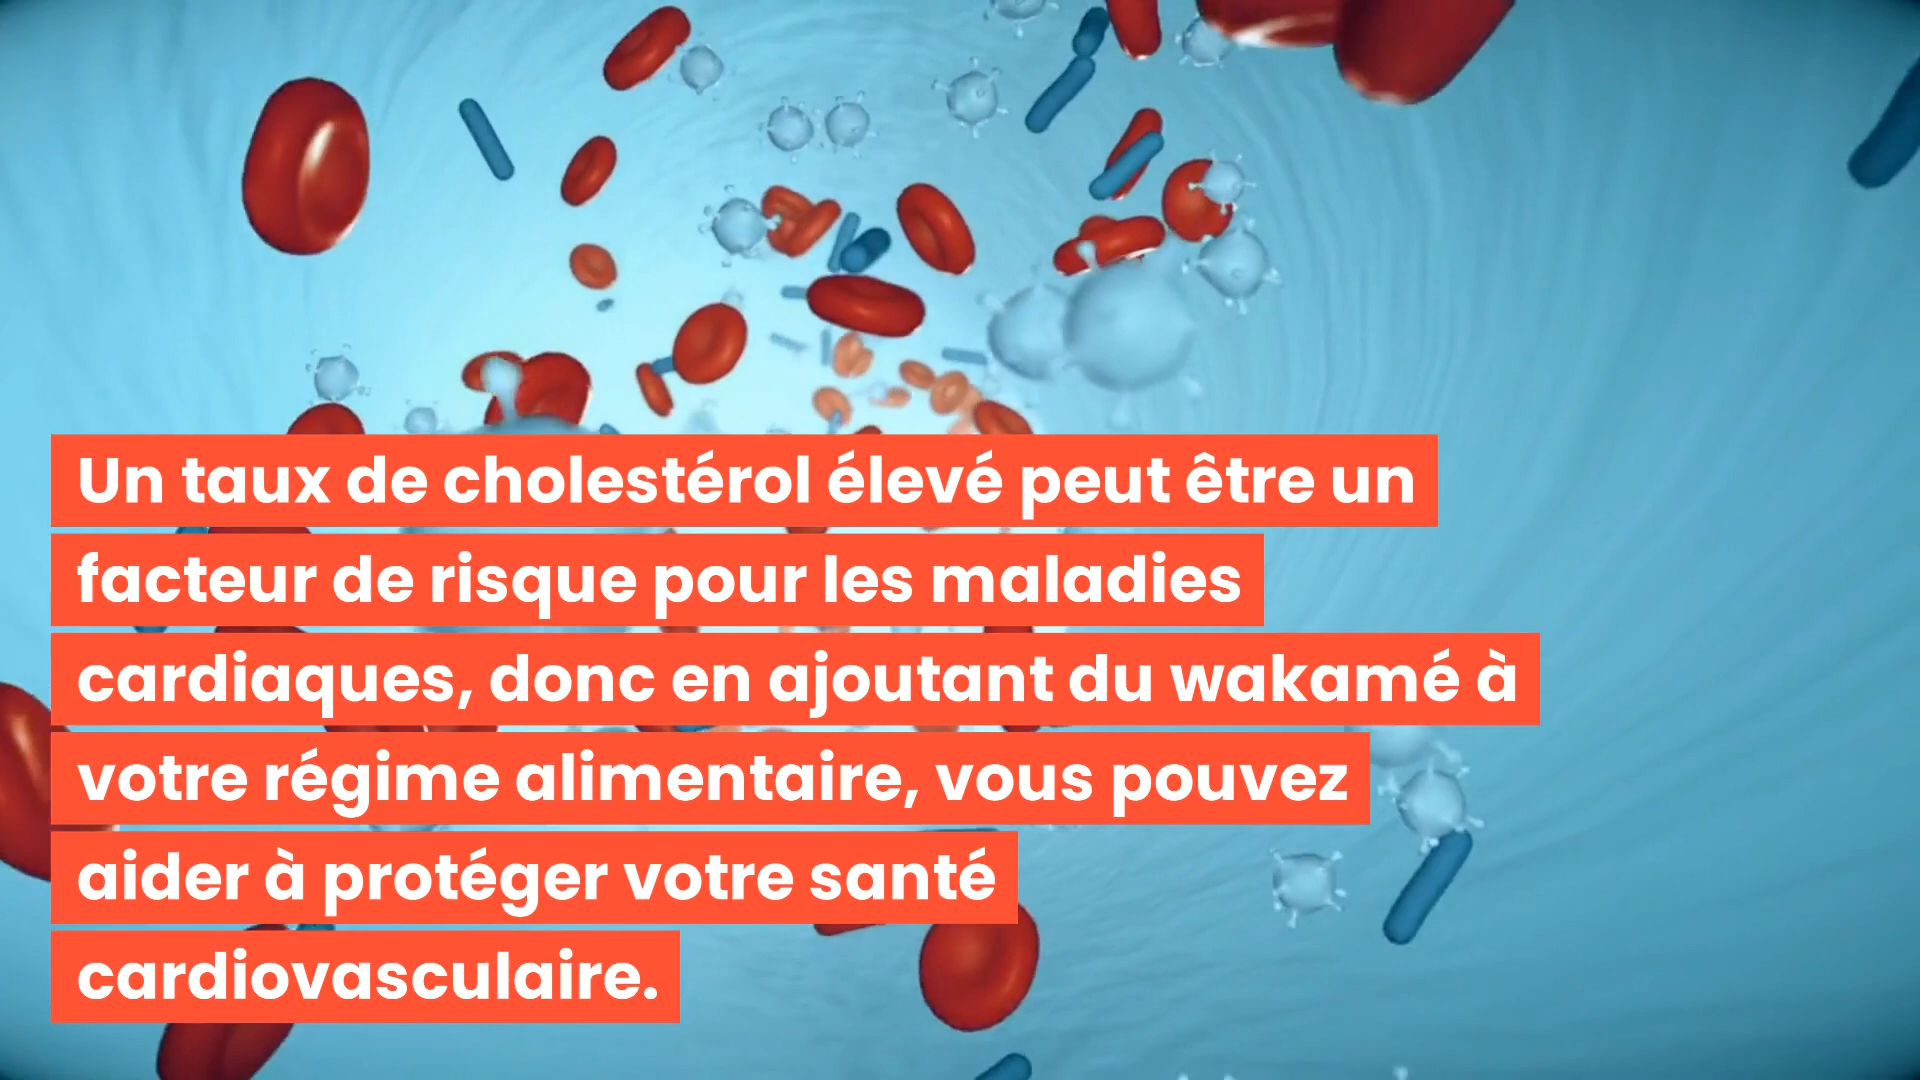 Un taux de cholestérol élevé peut être un
facteur de risque pour les maladies
cardiaques, donc en ajoutant du wakamé à
votre régime alimentaire, vous pouvez
aider à protéger votre santé
cardiovasculaire.